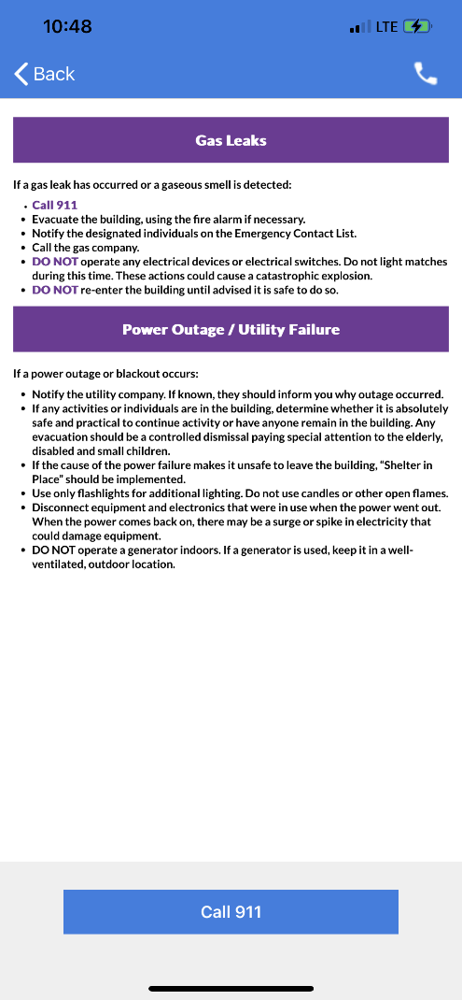 10:48
LTE
Back
Gas Leaks
If a gas leak has occurred or a gaseous smell is detected:
• Call 911
• Evacuate the building, using the fire alarm if necessary.
• Notify the designated individuals on the Emergency Contact List.
• Call the gas company.
• DO NOT operate any electrical devices or electrical switches. Do not light matches
during this time. These actions could cause a catastrophic explosion.
• DO NOT re-enter the building until advised it is safe to do so.
Power Outage / Utility Failure
If a power outage or blackout occurs:
• Notify the utility company. If known, they should inform you why outage occurred.
• If any activities or individuals are in the building, determine whether it is absolutely
safe and practical to continue activity or have anyone remain in the building. Any
evacuation should be a controlled dismissal paying special attention to the elderly,
disabled and small children.
• If the cause of the power failure makes it unsafe to leave the building, “Shelter in
Place” should be implemented.
• Use only flashlights for additional lighting. Do not use candles or other open flames.
• Disconnect equipment and electronics that were in use when the power went out.
When the power comes back on, there may be a surge or spike in electricity that
could damage equipment.
• DO NOT operate a generator indoors. If a generator is used, keep it in a well-
ventilated, outdoor location.
Call 911